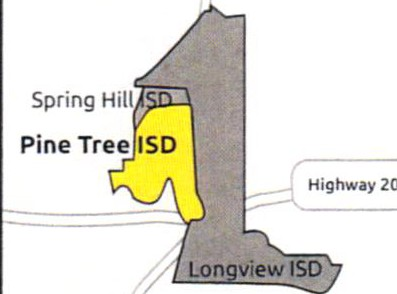 Spring Hill ISD
Pine Tree ISD
Highway 20
Longview ISD